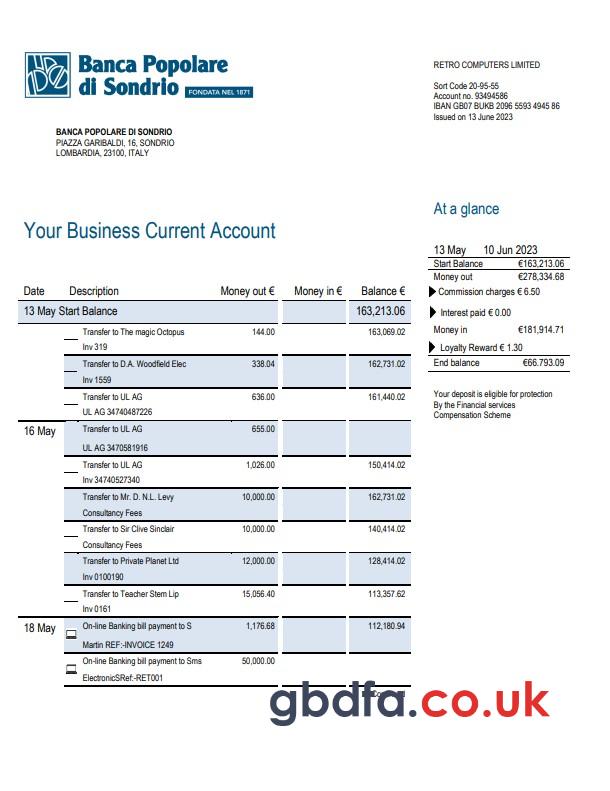 Banca Popolare
di Sondrio FONDATA NEL 1871
RETRO COMPUTERS LIMITED
Sort Code 20-95-55
Account no. 93494586
IBAN GB07 BUKB 2096 5593 4945 86
Issued on 13 June 2023
BANCA POPOLARE DI SONDRIO
PIAZZA GARIBALDI, 16, SONDRIO
LOMBARDIA, 23100, ITALY
Your Business Current Account
At a glance
13 May 10 Jun 2023
Start Balance €163,213.06
Money out €278,334.68
Commission charges € 6.50
Interest paid € 0.00
Money in €181,914.71
Loyalty Reward € 1.30
End balance €66.793.09
Your deposit is eligible for protection
By the Financial services
Compensation Scheme
Date Description Money out € Money in € Balance €
13 May Start Balance 163,213.06
Transfer to The magic Octopus 144.00 163,069.02
Inv 319
Transfer to D.A. Woodfield Elec 338.04 162,731.02
Inv 1559
Transfer to UL AG 636.00 161,440.02
UL AG 34740487226
16 May Transfer to UL AG 655.00
UL AG 3470581916
Transfer to UL AG 1,026.00 150,414.02
Inv 34740527340
Transfer to Mr. D. N.L. Levy 10,000.00 162,731.02
Consultancy Fees
Transfer to Sir Clive Sinclair 10,000.00 140,414.02
Consultancy Fees
Transfer to Private Planet Ltd 12,000.00 128,414.02
Inv 0100190
Transfer to Teacher Stem Lip 15,056.40 113,357.62
Inv 0161
18 May On-line Banking bill payment to S 1,176.68 112,180.94
Martin REF:-INVOICE 1249
On-line Banking bill payment to Sms 50,000.00
ElectronicSRef:-RET001
gbdfa.co.uk